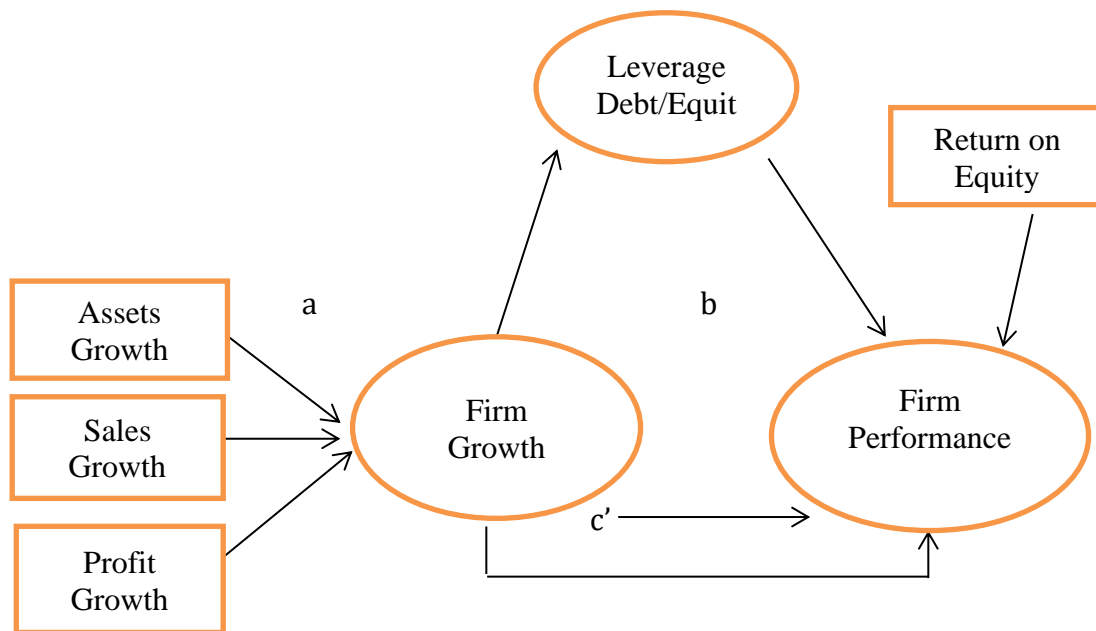 Leverage
Debt/Equit
Return on
Equity
a
b
Assets
Growth
Sales
Growth
Profit
Growth
Firm
Growth
Firm
Performance
c’